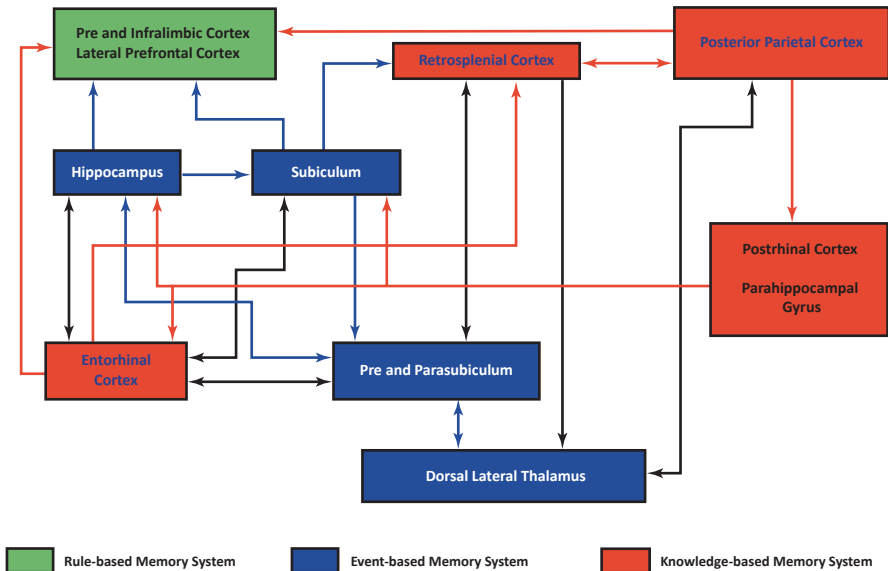 Pre and Infralimbic Cortex
Lateral Prefrontal Cortex
Retrosplenial Cortex
Posterior Parietal Cortex
Hippocampus
Subiculum
Postrhinal Cortex
Parahippocampal
Gyrus
Entorhinal
Cortex
Pre and Parasubiculum
Dorsal Lateral Thalamus
Rule-based Memory System
Event-based Memory System
Knowledge-based Memory System